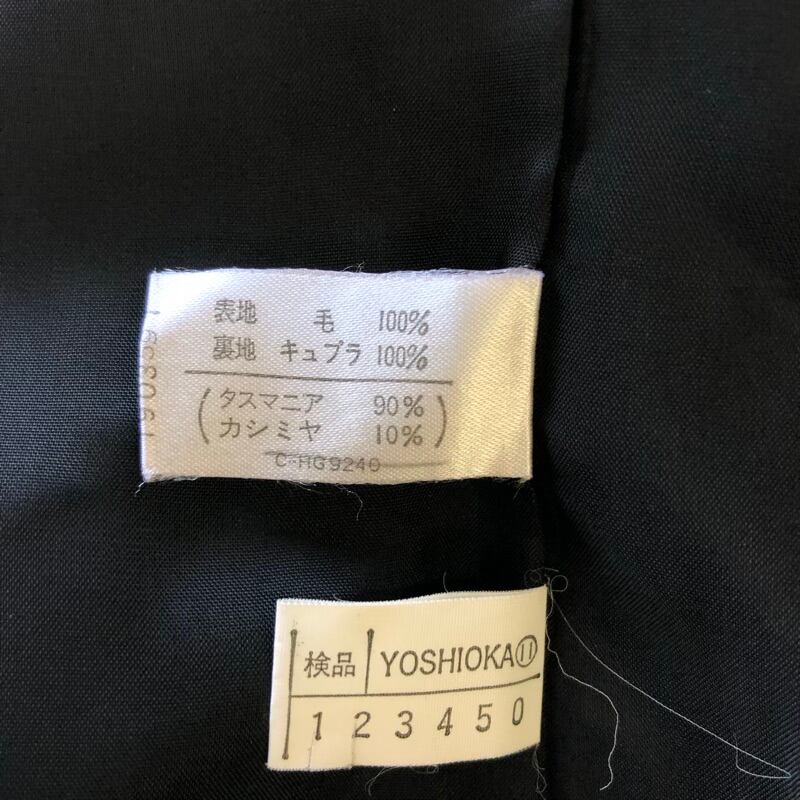 表地 毛 100%
裏地 キュプラ 100%
(タスマニア 90%
カシミヤ 10%)
C-HG9240
検品 YOSHIOKA⑪
1 2 3 4 5 0